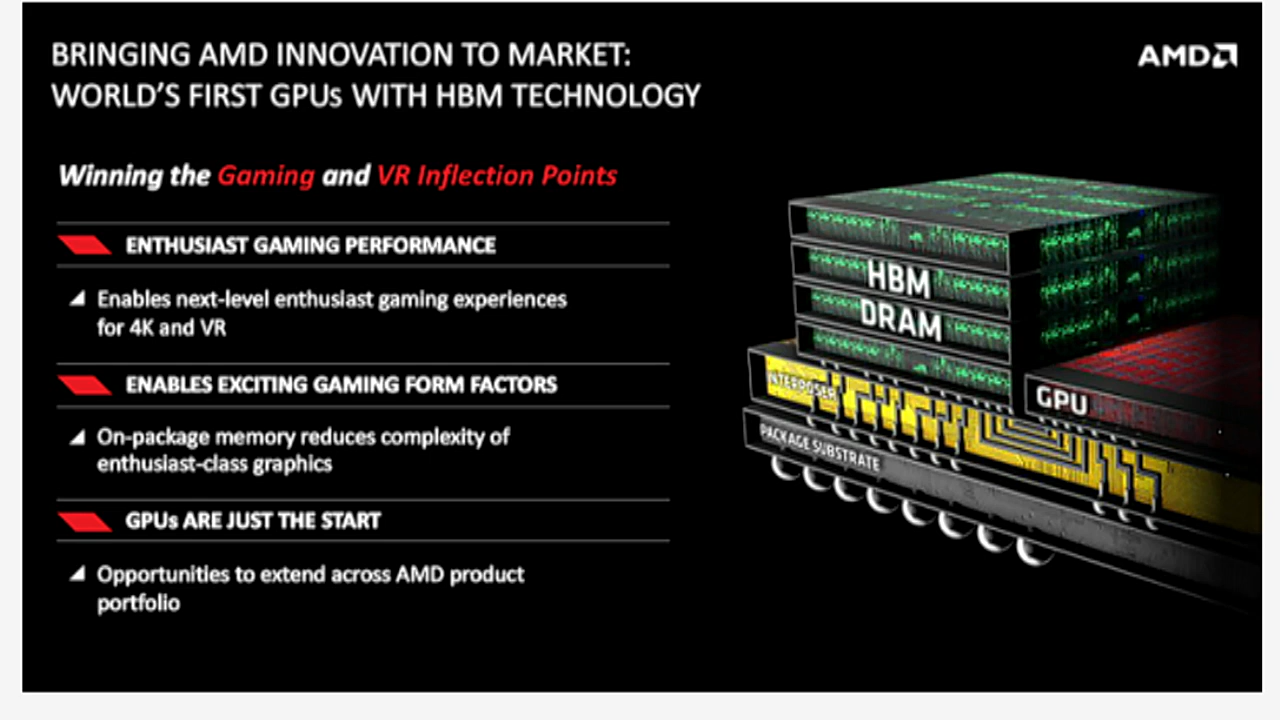 BRINGING AMD INNOVATION TO MARKET:
WORLD'S FIRST GPUs WITH HBM TECHNOLOGY
AMD
Winning the Gaming and VR Inflection Points
ENTHUSIAST GAMING PERFORMANCE
Enables next-level enthusiast gaming experiences
for 4K and VR
ENABLES EXCITING GAMING FORM FACTORS
On-package memory reduces complexity of
enthusiast-class graphics
GPUs ARE JUST THE START
Opportunities to extend across AMD product
portfolio
HBM
DRAM
INTERPOSER
GPU
PACKAGE SUBSTRATE